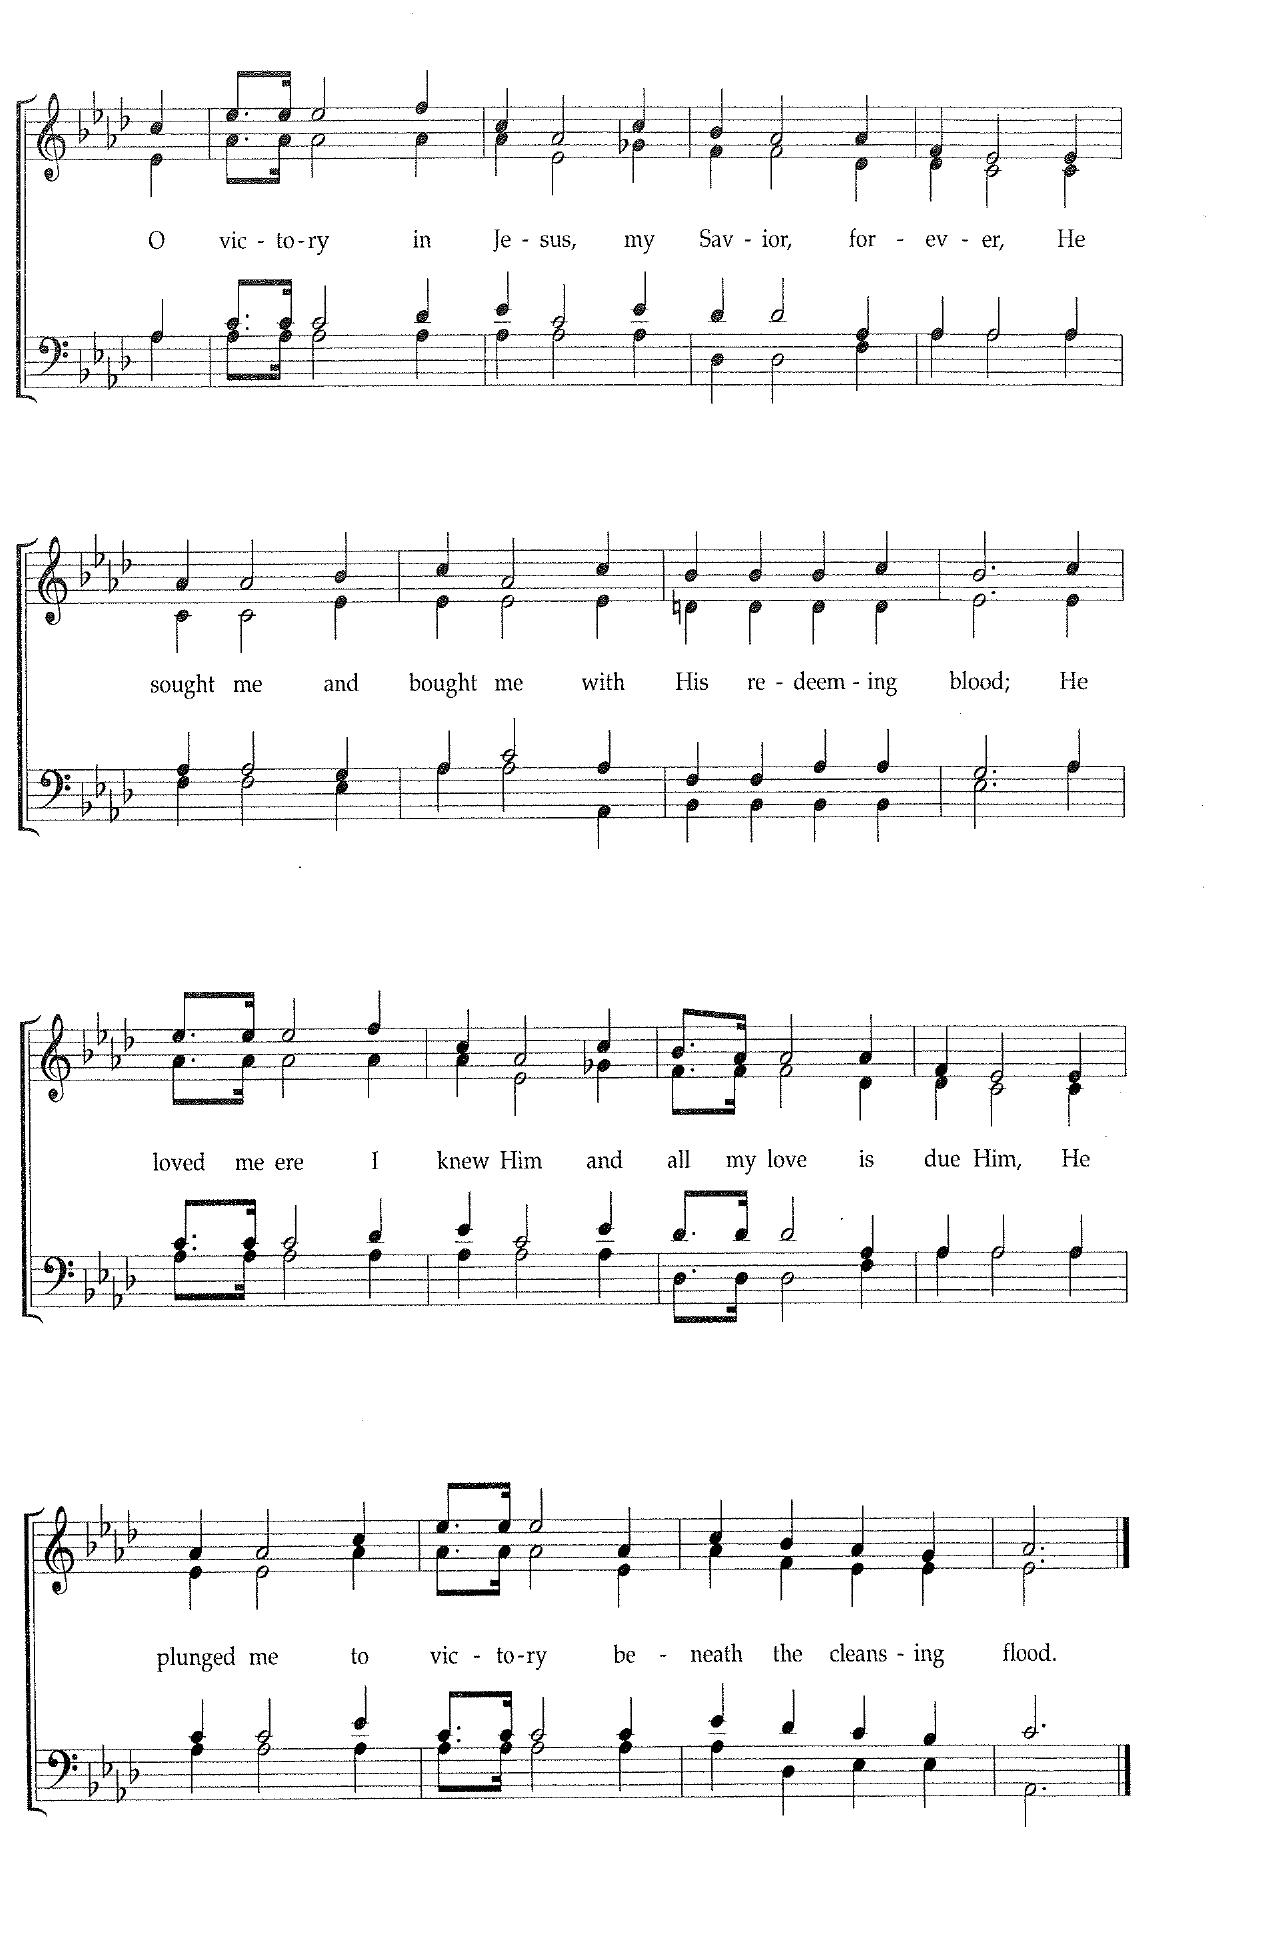 O vic - to-ry in Je - sus, my Sav - ior, for - ev - er, He
sought me and bought me with His re - deem - ing blood; He
loved me ere I knew Him and all my love is due Him, He
plunged me to vic - to-ry be - neath the cleans - ing flood.